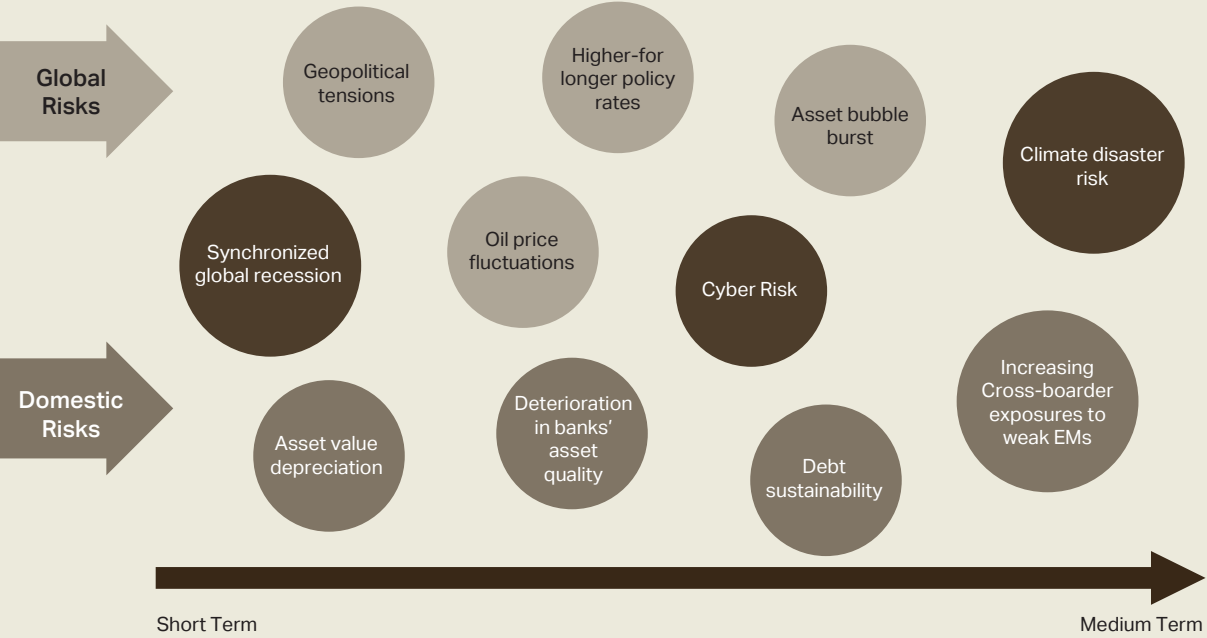 Global
Risks
Geopolitical
tensions
Higher-for
longer policy
rates
Asset bubble
burst
Climate disaster
risk
Synchronized
global recession
Oil price
fluctuations
Cyber Risk
Domestic
Risks
Asset value
depreciation
Deterioration
in banks’
asset
quality
Debt
sustainability
Increasing
Cross-boarder
exposures to
weak EMs
Short Term
Medium Term